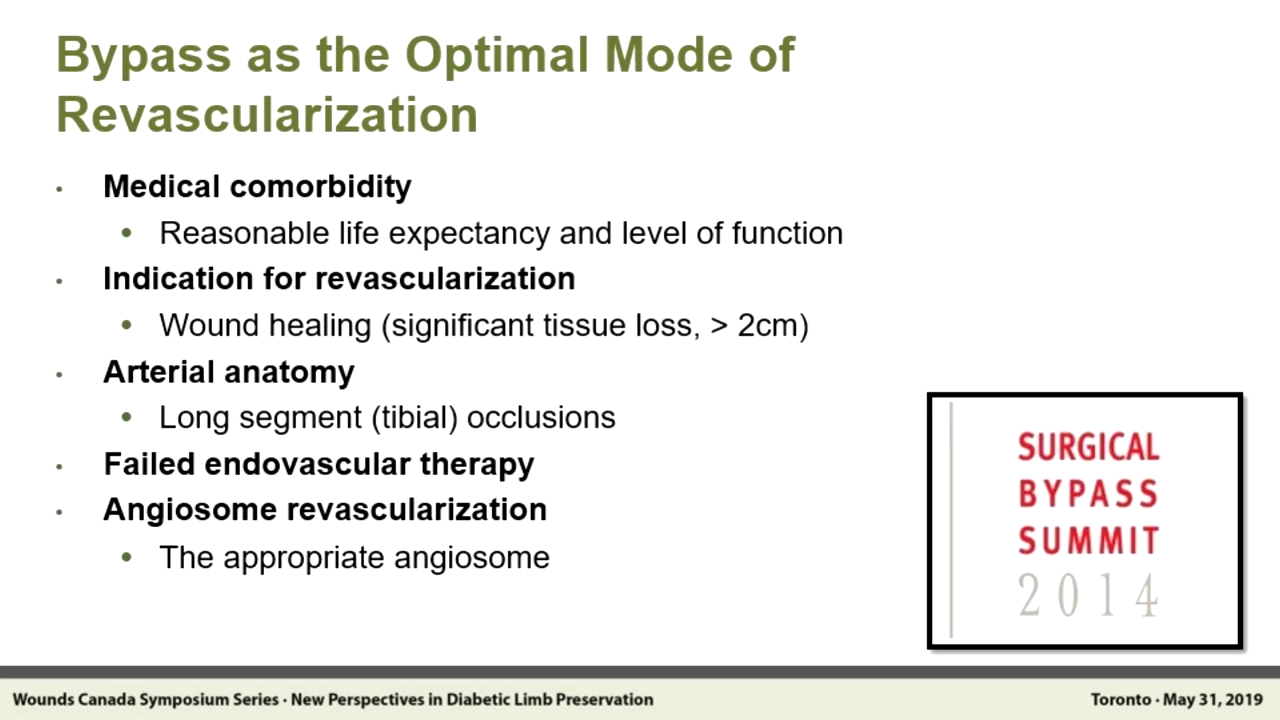 Bypass as the Optimal Mode of
Revascularization
• Medical comorbidity
• Reasonable life expectancy and level of function
• Indication for revascularization
• Wound healing (significant tissue loss, > 2cm)
• Arterial anatomy
• Long segment (tibial) occlusions
• Failed endovascular therapy
• Angiosome revascularization
• The appropriate angiosome
SURGICAL
BYPASS
SUMMIT
2014
Wounds Canada Symposium Series · New Perspectives in Diabetic Limb Preservation
Toronto · May 31, 2019